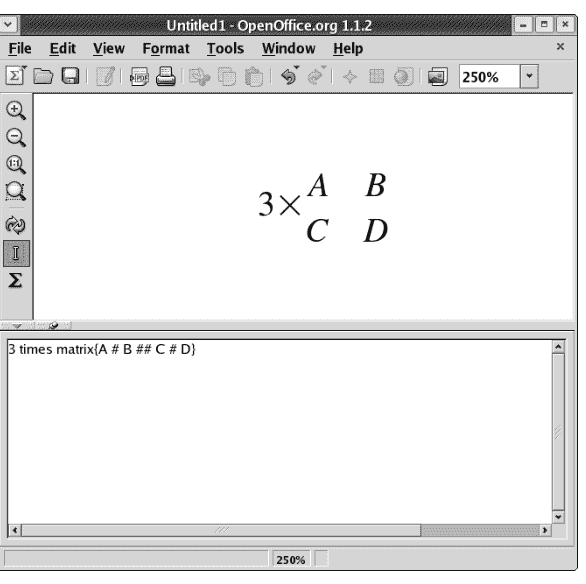 Untitled1 - OpenOffice.org 1.1.2
File Edit View Format Tools Window Help
250%
3×
A B
C D
3 times matrix{A # B ## C # D}
250%